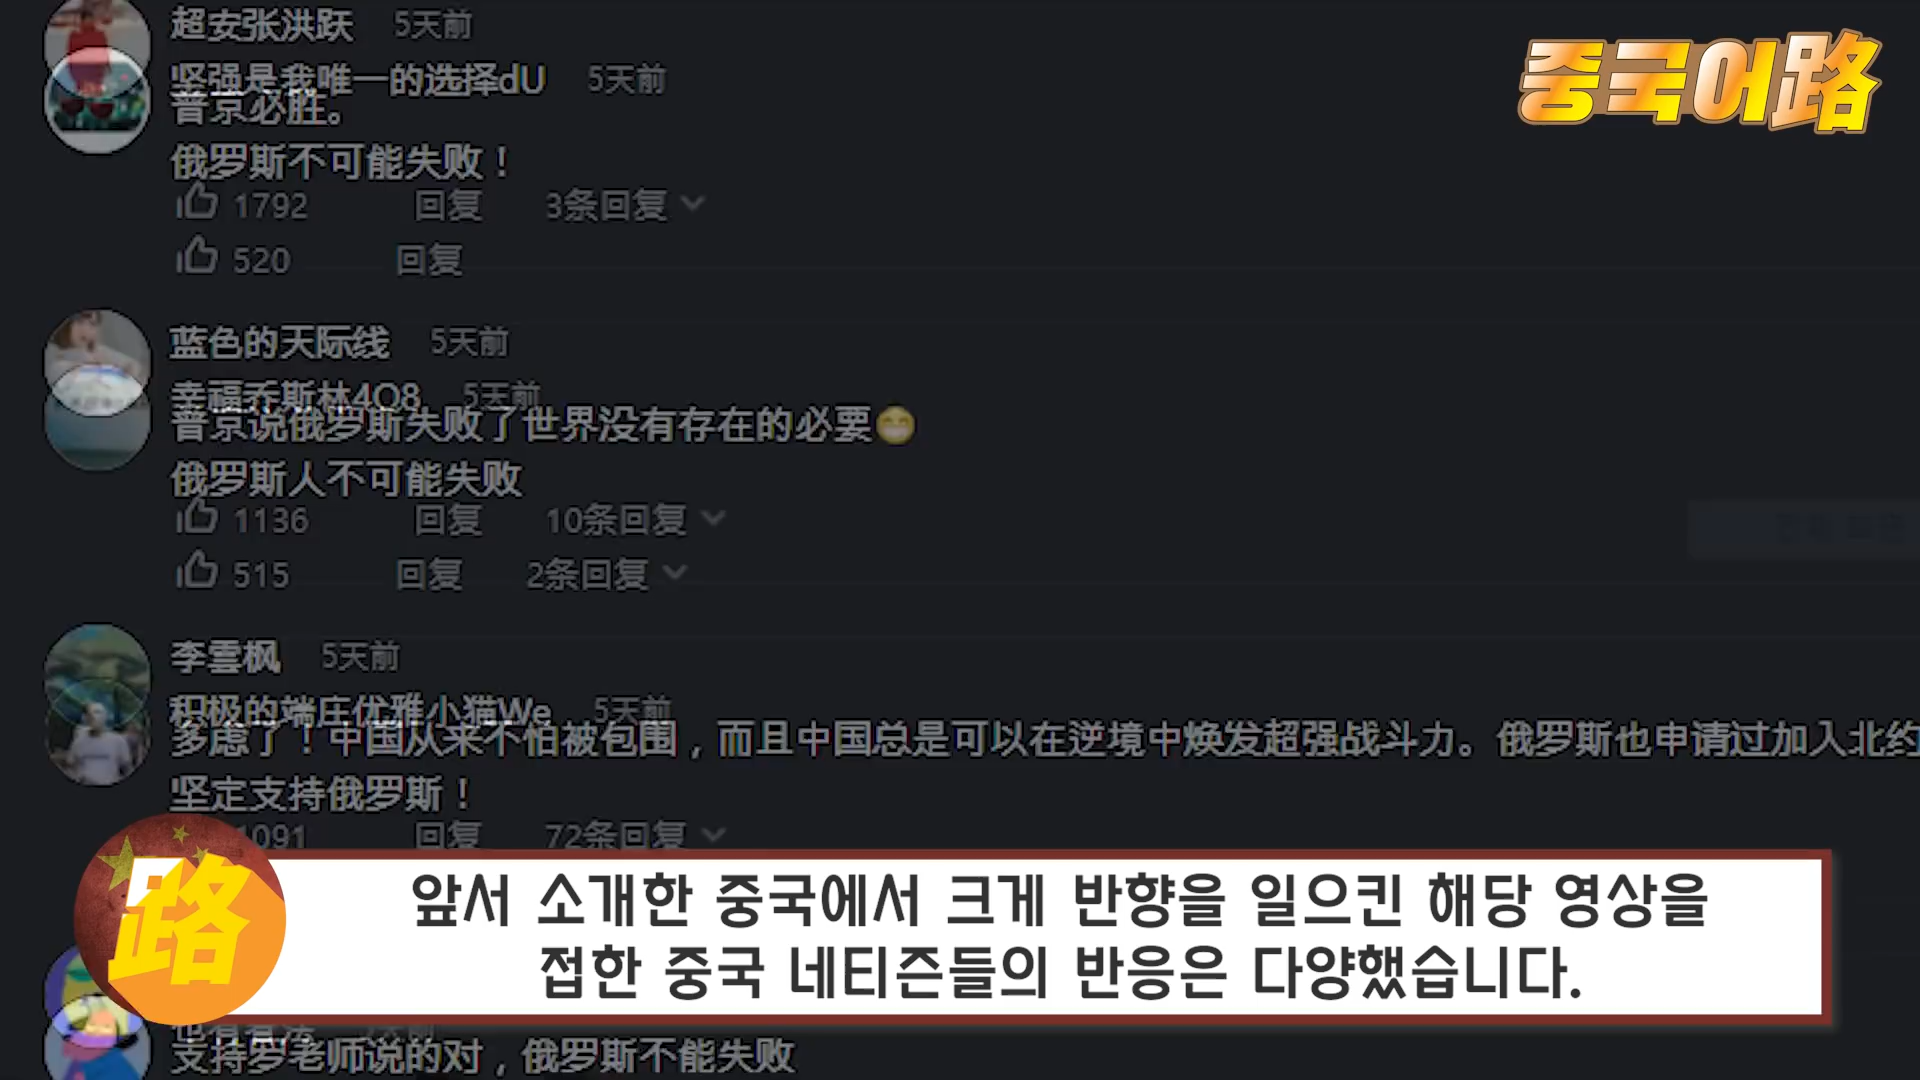 超安张洪跃 5天前
中国어路
坚强是我唯一的选择dU 5天前
普京必胜。
俄罗斯不可能失败！
1792 回复 3条回复
520 回复
蓝色的天际线 5天前
幸福乔斯林4O8 5天前
普京说俄罗斯失败了世界没有存在的必要
俄罗斯人不可能失败
1136 回复 10条回复
515 回复 2条回复
李雲枫 5天前
积极的端庄优雅小猫We 5天前
多虑了！中国从来不怕被包围，而且中国总是可以在逆境中焕发超强战斗力。俄罗斯也申请过加入北约
坚定支持俄罗斯！
1091 回复 72条回复
路
앞서 소개한 중국에서 크게 반향을 일으킨 해당 영상을
접한 중국 네티즌들의 반응은 다양했습니다.
支持罗老师说的对，俄罗斯不能失败